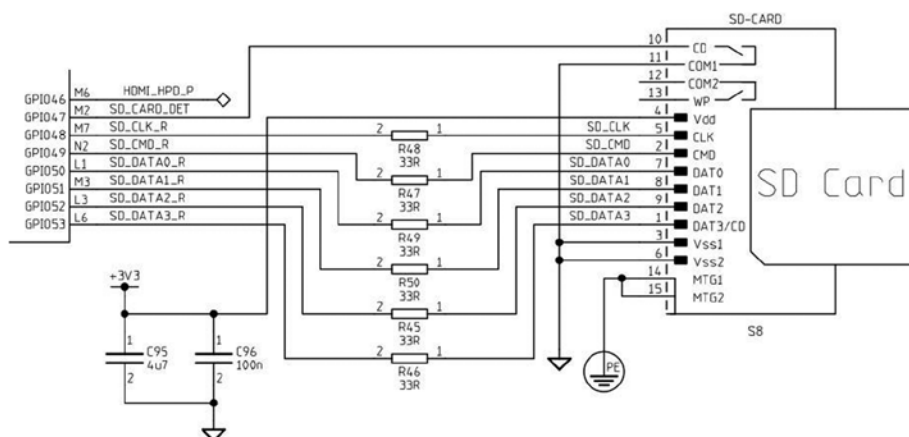 SD-CARD
10 CD
11 COM1
12 COM2
13 WP
4 Vdd
5 CLK
2 CMD
7 DAT0
8 DAT1
9 DAT2
1 DAT3/CD
3 Vss1
6 Vss2
14 MTG1
15 MTG2
S8
SD Card
GPIO46 M6 HDMI_HPD_P
GPIO47 M2 SD_CARD_DET
GPIO48 M7 SD_CLK_R
GPIO49 N2 SD_CMD_R
GPIO50 L1 SD_DATA0_R
GPIO51 M3 SD_DATA1_R
GPIO52 L3 SD_DATA2_R
GPIO53 L6 SD_DATA3_R
2 1 SD_CLK
R48
33R
SD_CMD
2 1
R47
33R
SD_DATA0
2 1
R49
33R
SD_DATA1
2 1
R50
33R
SD_DATA2
2 1
R45
33R
SD_DATA3
2 1
R46
33R
+3V3
1
C95
4u7
2
1
C96
100n
2
PE